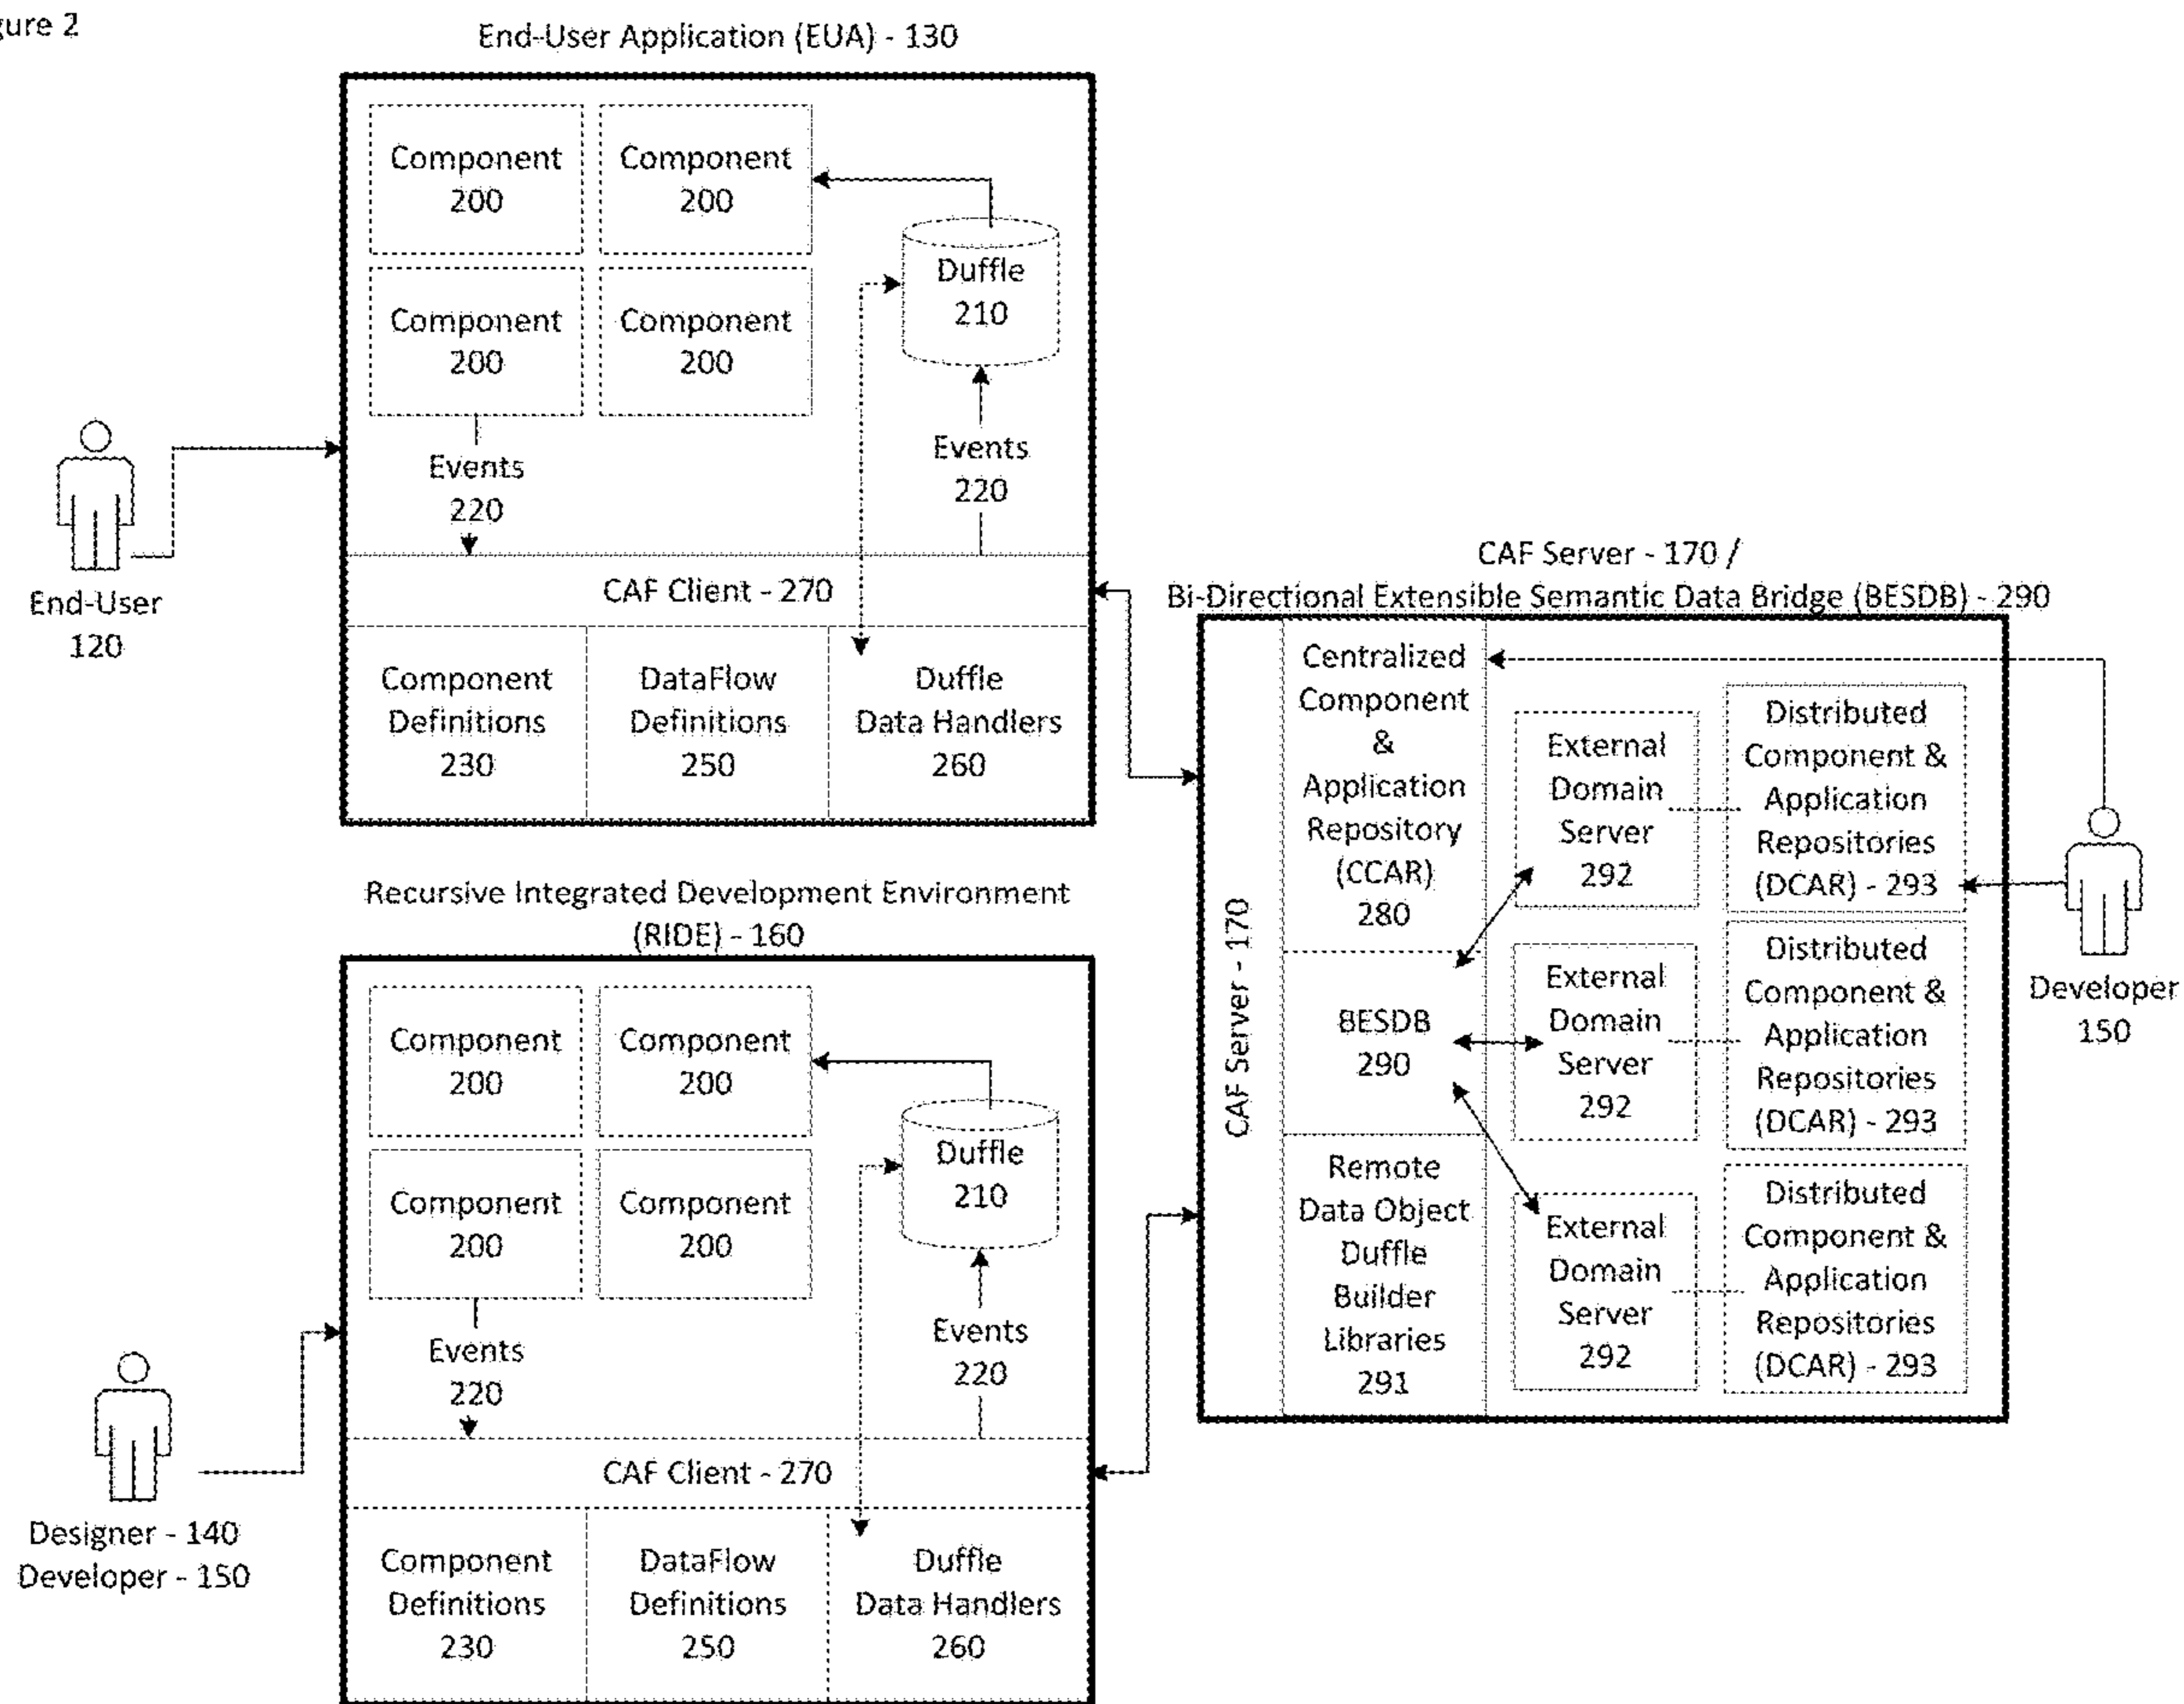 gure 2
End-User Application (EUA) - 130
Component
200
Component
200
Component
200
Component
200
Duffle
210
Events
220
Events
220
CAF Client - 270
Component
Definitions
230
DataFlow
Definitions
250
Duffle
Data Handlers
260
End-User
120
Recursive Integrated Development Environment
(RIDE) - 160
Component
200
Component
200
Component
200
Component
200
Duffle
210
Events
220
Events
220
CAF Client - 270
Component
Definitions
230
DataFlow
Definitions
250
Duffle
Data Handlers
260
Designer - 140
Developer - 150
CAF Server - 170 /
Bi-Directional Extensible Semantic Data Bridge (BESDB) - 290
CAF Server - 170
Centralized
Component
&
Application
Repository
(CCAR)
280
BESDB
290
Remote
Data Object
Duffle
Builder
Libraries
291
External
Domain
Server
292
Distributed
Component &
Application
Repositories
(DCAR) - 293
External
Domain
Server
292
Distributed
Component &
Application
Repositories
(DCAR) - 293
External
Domain
Server
292
Distributed
Component &
Application
Repositories
(DCAR) - 293
Developer
150